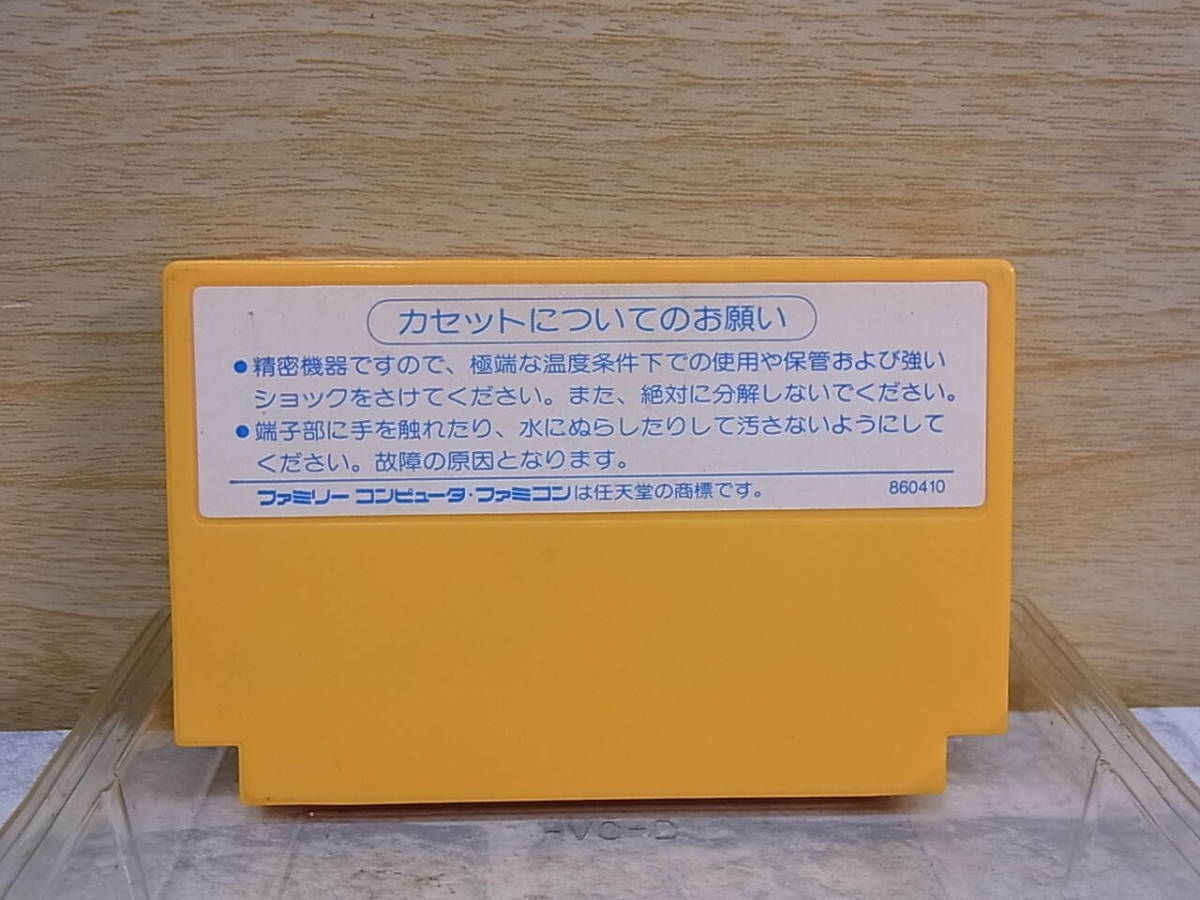 カセットについてのお願い
●精密機器ですので、極端な温度条件下での使用や保管および強い
ショックをさけてください。また、絶対に分解しないでください。
●端子部に手を触れたり、水にぬらしたりして汚さないようにして
ください。故障の原因となります。
ファミリー コンピュータ・ファミコンは任天堂の商標です。 860410
HVC-D